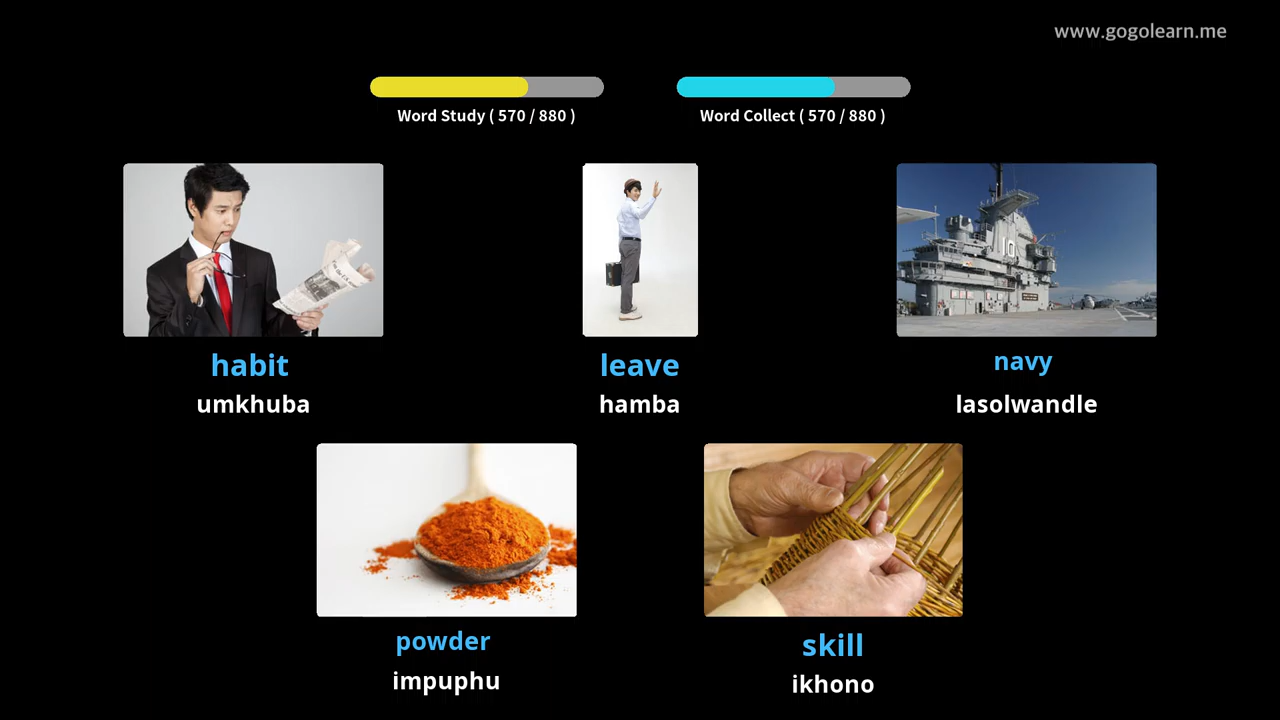 www.gogolearn.me
Word Study ( 570 / 880 )
Word Collect ( 570 / 880 )
10
habit
umkhuba
leave
hamba
navy
lasolwandle
powder
impuphu
skill
ikhono